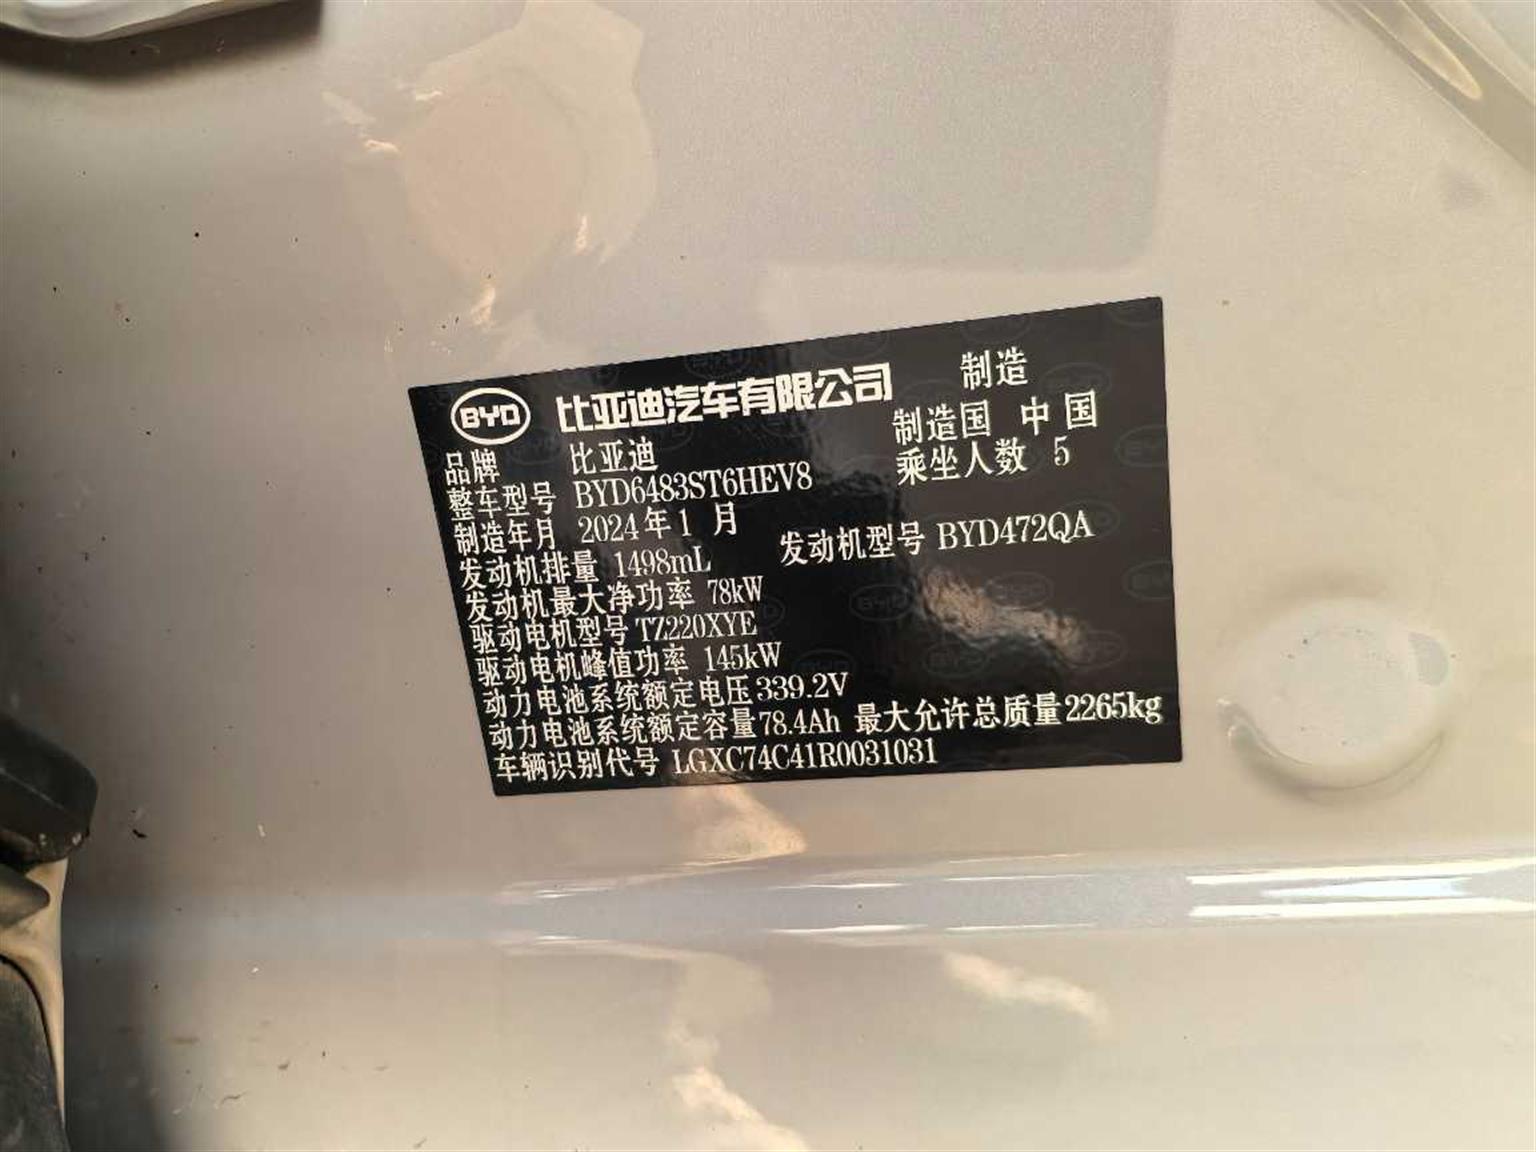 BYD 比亚迪汽车有限公司 制造
品牌 比亚迪 制造国 中国
整车型号 BYD6483ST6HEV8 乘坐人数 5
制造年月 2024年1月
发动机排量 1498mL 发动机型号 BYD472QA
发动机最大净功率 78kW
驱动电机型号 TZ220XYE
驱动电机峰值功率 145kW
动力电池系统额定电压 339.2V
动力电池系统额定容量 78.4Ah 最大允许总质量 2265kg
车辆识别代号 LGXC74C41R0031031